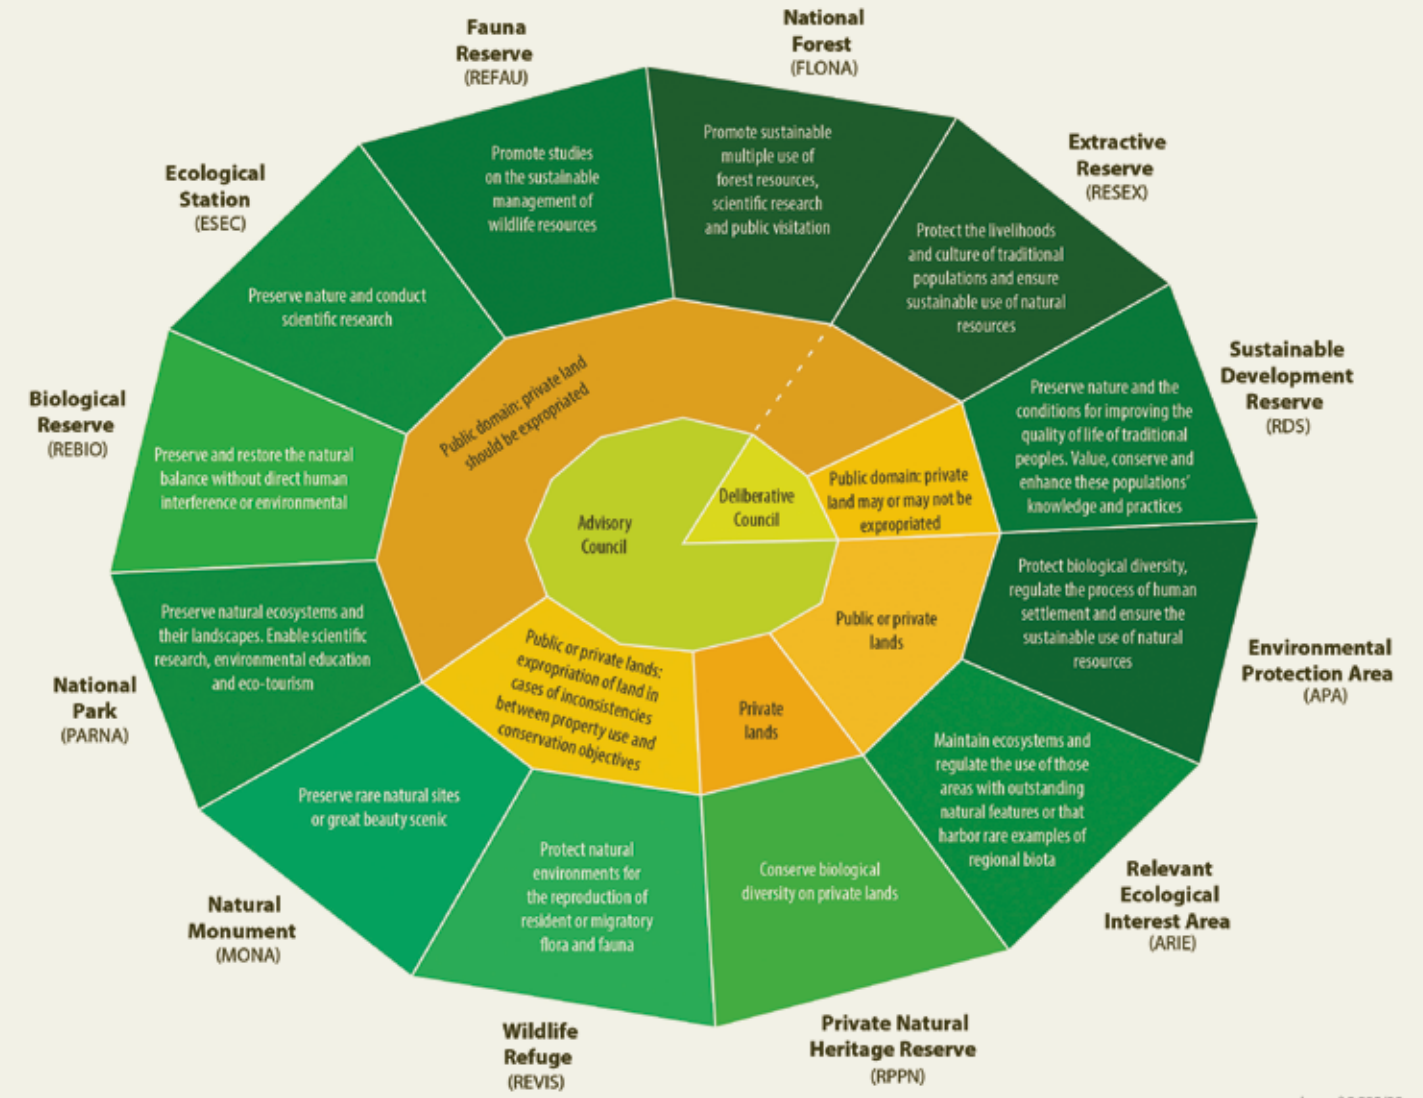 National
Forest
(FLONA)
Fauna
Reserve
(REFAU)
Extractive
Reserve
(RESEX)
Ecological
Station
(ESEC)
Sustainable
Development
Reserve
(RDS)
Biological
Reserve
(REBIO)
Environmental
Protection Area
(APA)
National
Park
(PARNA)
Relevant
Ecological
Interest Area
(ARIE)
Natural
Monument
(MONA)
Private Natural
Heritage Reserve
(RPPN)
Wildlife
Refuge
(REVIS)
Promote sustainable
multiple use of
forest resources,
scientific research
and public visitation
Promote studies
on the sustainable
management of
wildlife resources
Protect the livelihoods
and culture of traditional
populations and ensure
sustainable use of natural
resources
Preserve nature and conduct
scientific research
Preserve nature and the
conditions for improving the
quality of life of traditional
peoples. Value, conserve and
enhance these populations'
knowledge and practices
Preserve and restore the natural
balance without direct human
interference or environmental
Protect biological diversity,
regulate the process of human
settlement and ensure the
sustainable use of natural
resources
Preserve natural ecosystems and
their landscapes. Enable scientific
research, environmental education
and eco-tourism
Maintain ecosystems and
regulate the use of those
areas with outstanding
natural features or that
harbor rare examples of
regional biota
Preserve rare natural sites
or great beauty scenic
Protect natural
environments for
the reproduction of
resident or migratory
flora and fauna
Conserve biological
diversity on private lands
Public domain: private land
should be expropriated
Public domain: private
land may or may not be
expropriated
Public or private
lands
Private
lands
Public or private lands:
expropriation of land in
cases of inconsistencies
between property use and
conservation objectives
Advisory
Council
Deliberative
Council